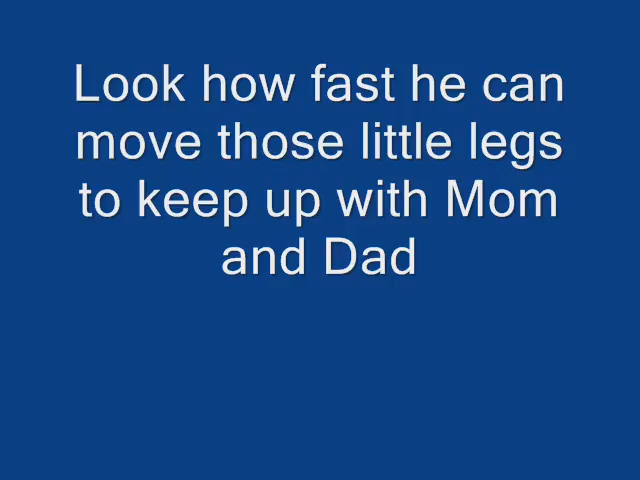 Look how fast he can
move those little legs
to keep up with Mom
and Dad